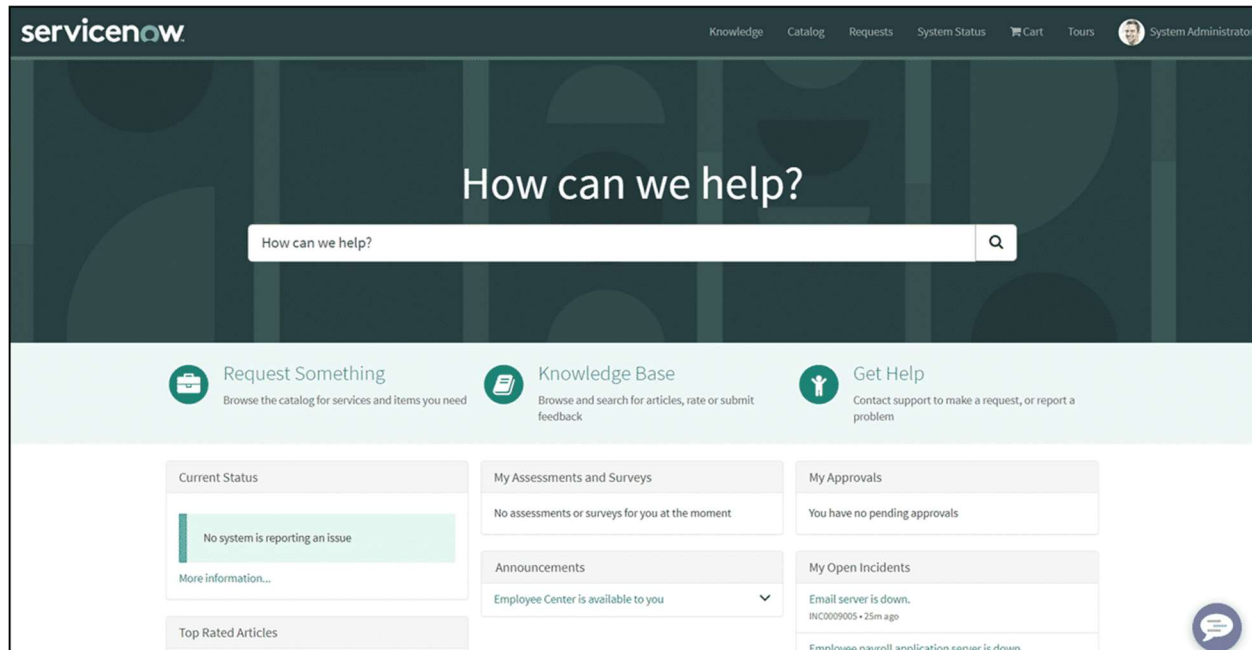 servicenow
Knowledge Catalog Requests System Status Cart Tours System Administrator
How can we help?
How can we help?
Request Something
Browse the catalog for services and items you need
Knowledge Base
Browse and search for articles, rate or submit
feedback
Get Help
Contact support to make a request, or report a
problem
Current Status
No system is reporting an issue
More information...
Top Rated Articles
My Assessments and Surveys
No assessments or surveys for you at the moment
Announcements
Employee Center is available to you
My Approvals
You have no pending approvals
My Open Incidents
Email server is down.
INC0009005 • 25m ago
Employee payroll application server is down.